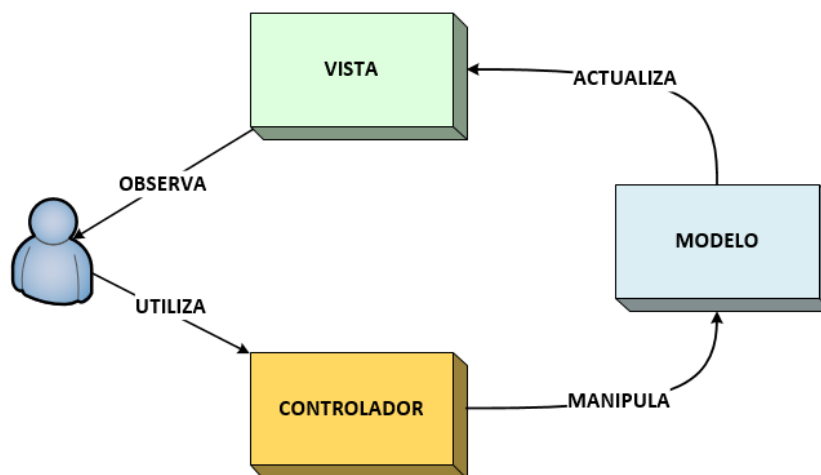 VISTA
ACTUALIZA
OBSERVA
MODELO
UTILIZA
CONTROLADOR
MANIPULA